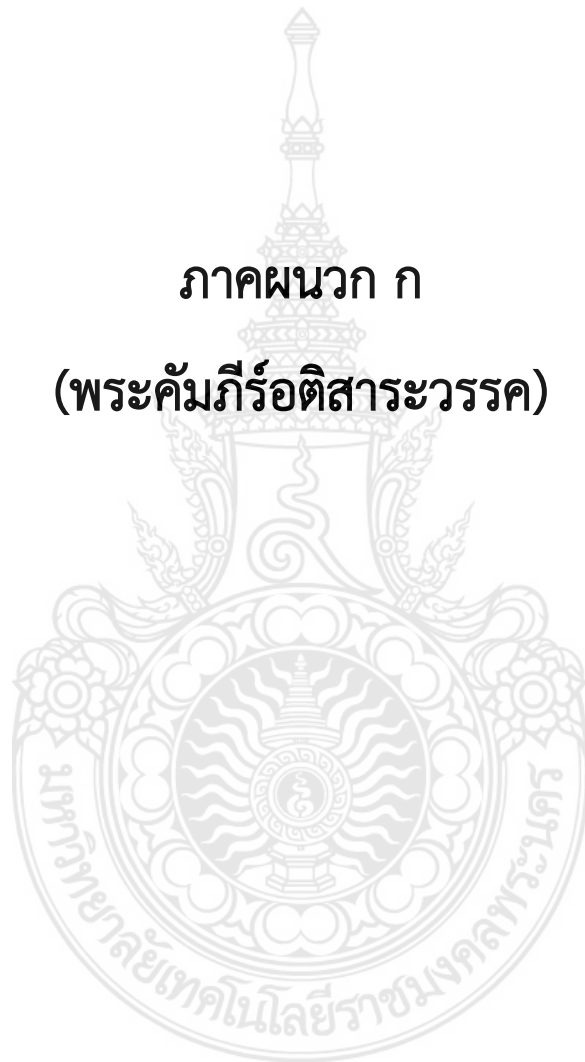 ภาคผนวก ก
(พระคัมภีร์อติสาระวรรค)
มหาวิทยาลัยเทคโนโลยีราชมงคลพระนคร